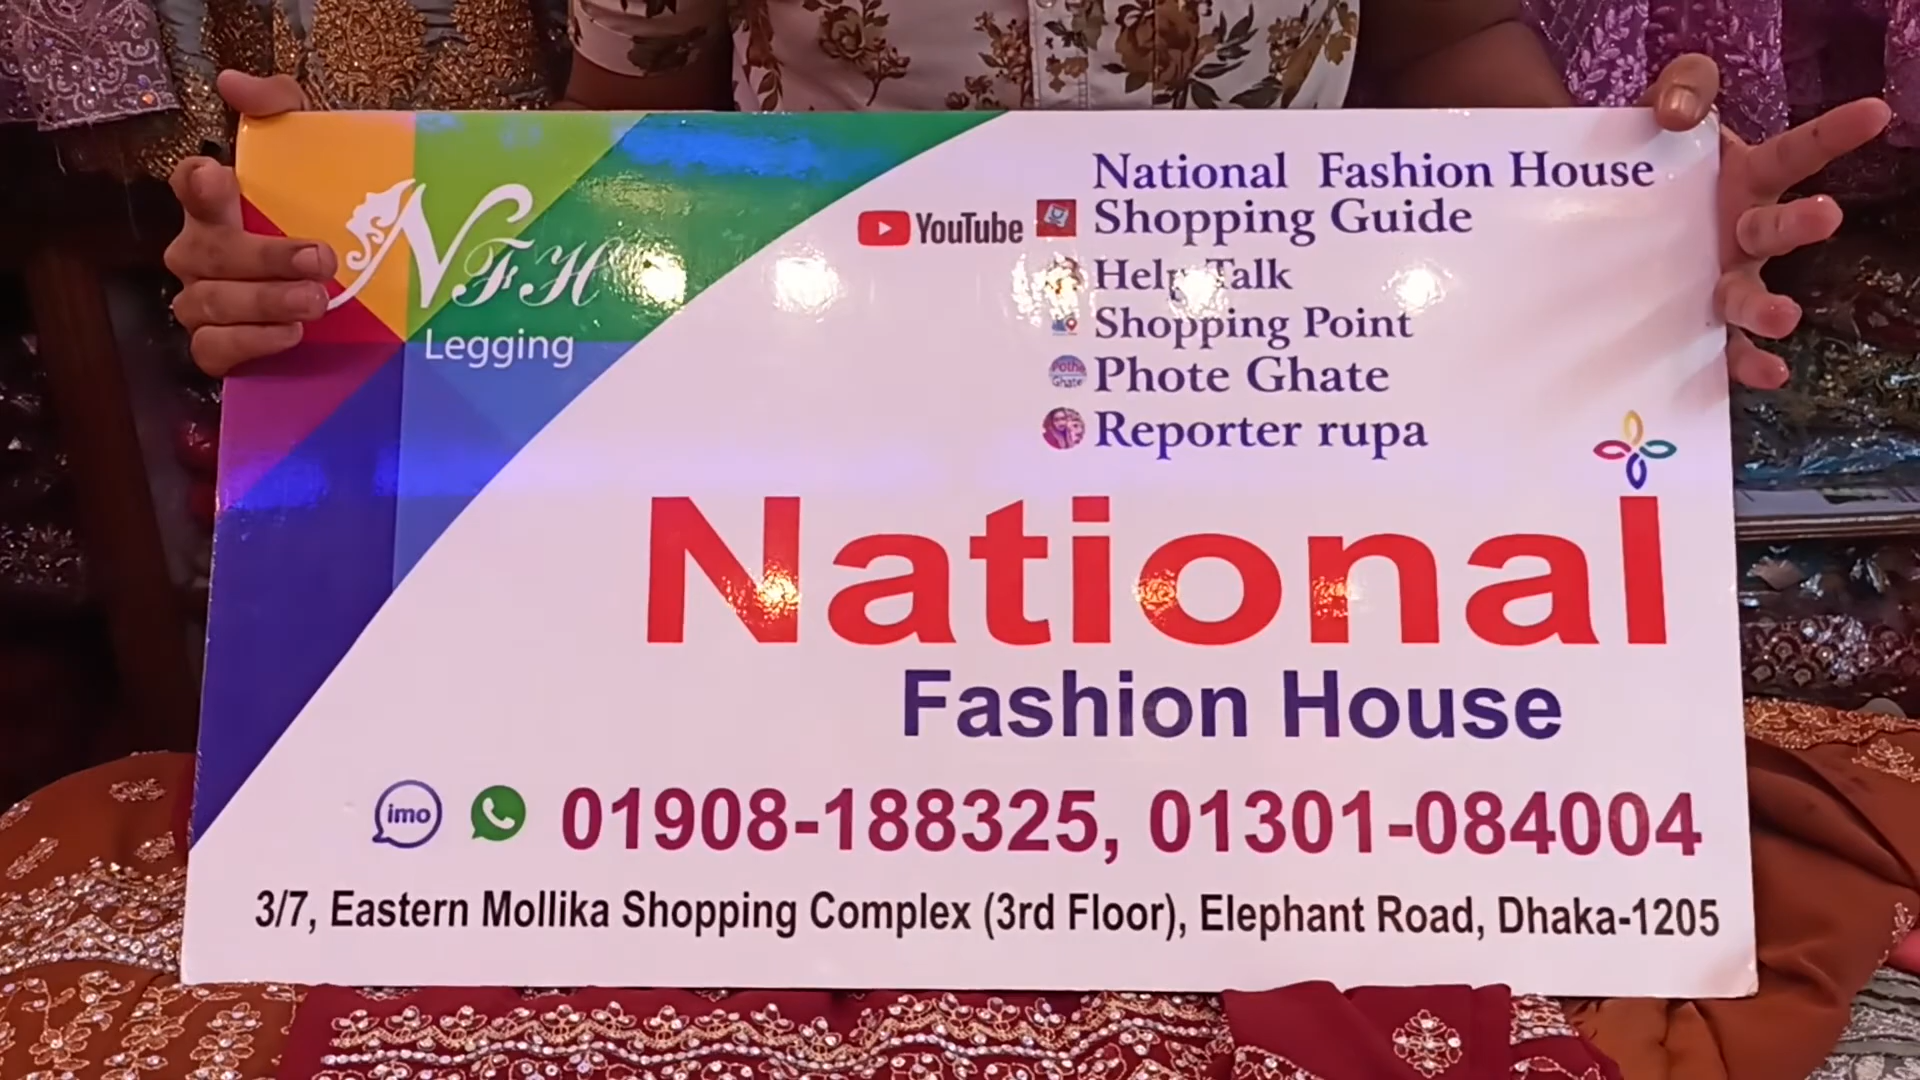 NFH
Legging
National Fashion House
YouTube Shopping Guide
Help Talk
Shopping Point
Phote Ghate
Reporter rupa
National
Fashion House
imo 01908-188325, 01301-084004
3/7, Eastern Mollika Shopping Complex (3rd Floor), Elephant Road, Dhaka-1205